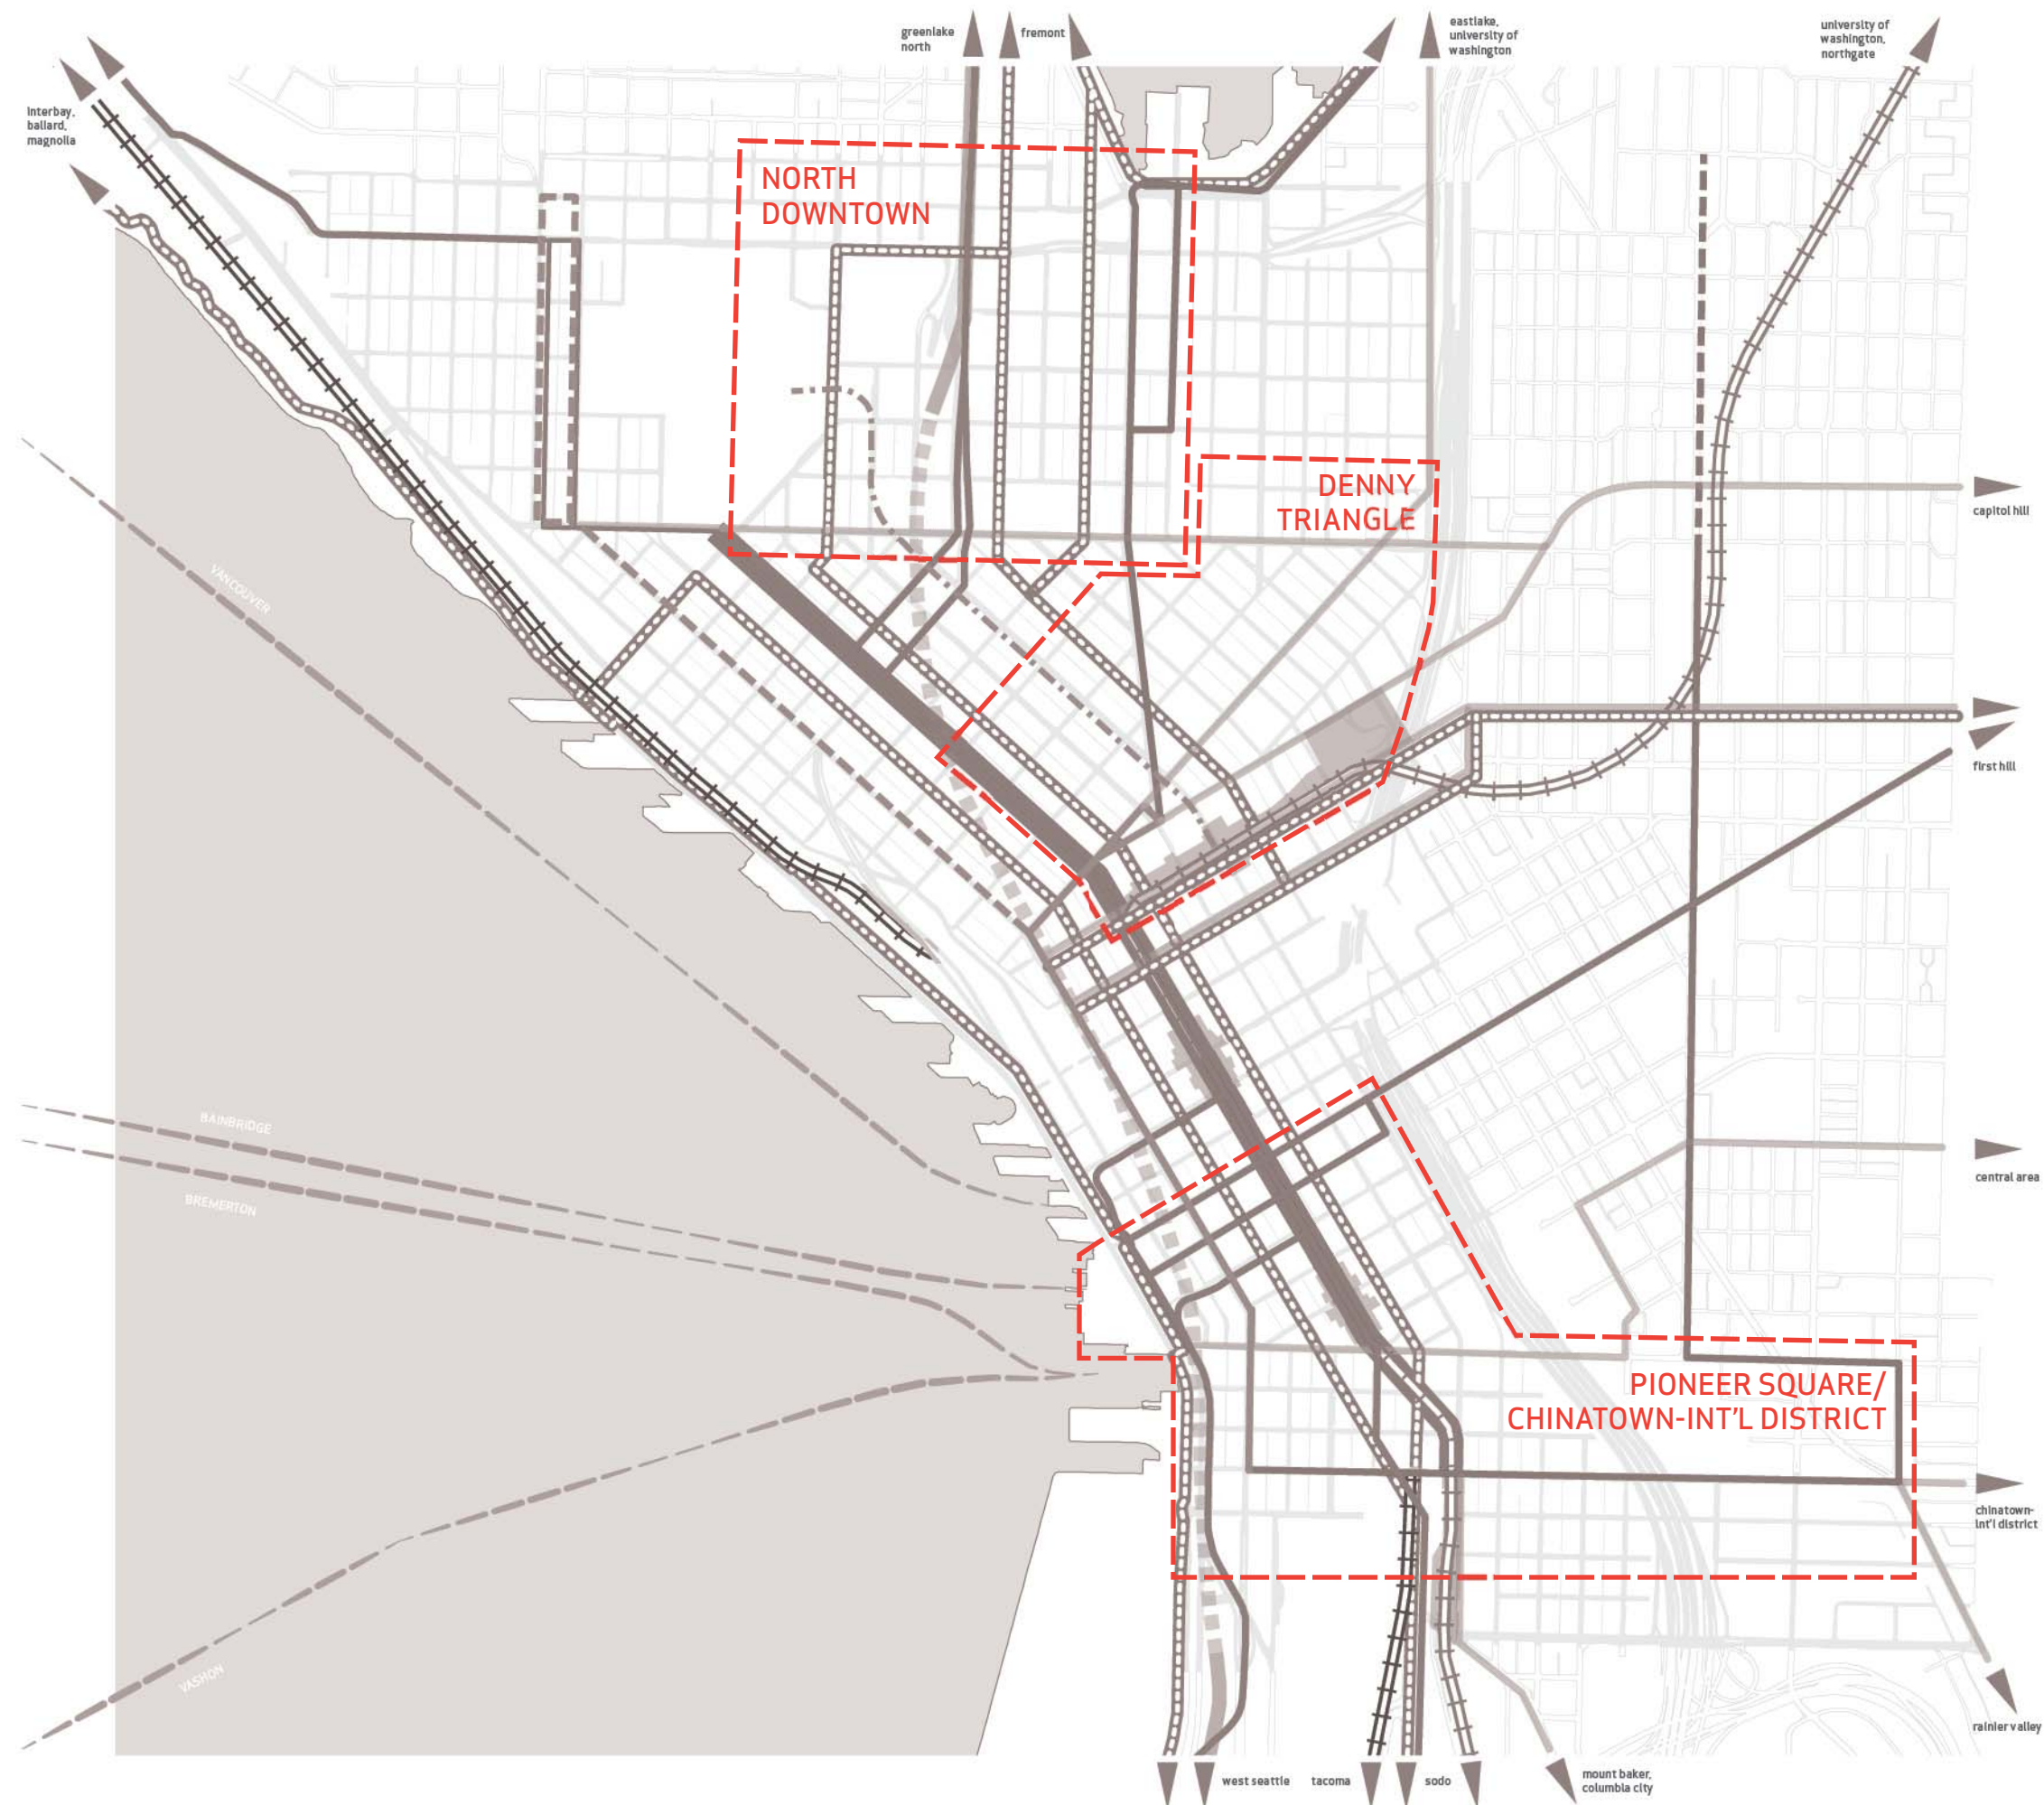 greenlake
north
fremont
eastlake,
university of
washington
university of
washington,
northgate
interbay,
ballard,
magnolia
NORTH
DOWNTOWN
DENNY
TRIANGLE
capitol hill
VANCOUVER
first hill
BAINBRIDGE
BREMERTON
central area
PIONEER SQUARE/
CHINATOWN-INT'L DISTRICT
chinatown-
int'l district
VASHON
rainier valley
west seattle
tacoma
sodo
mount baker,
columbia city